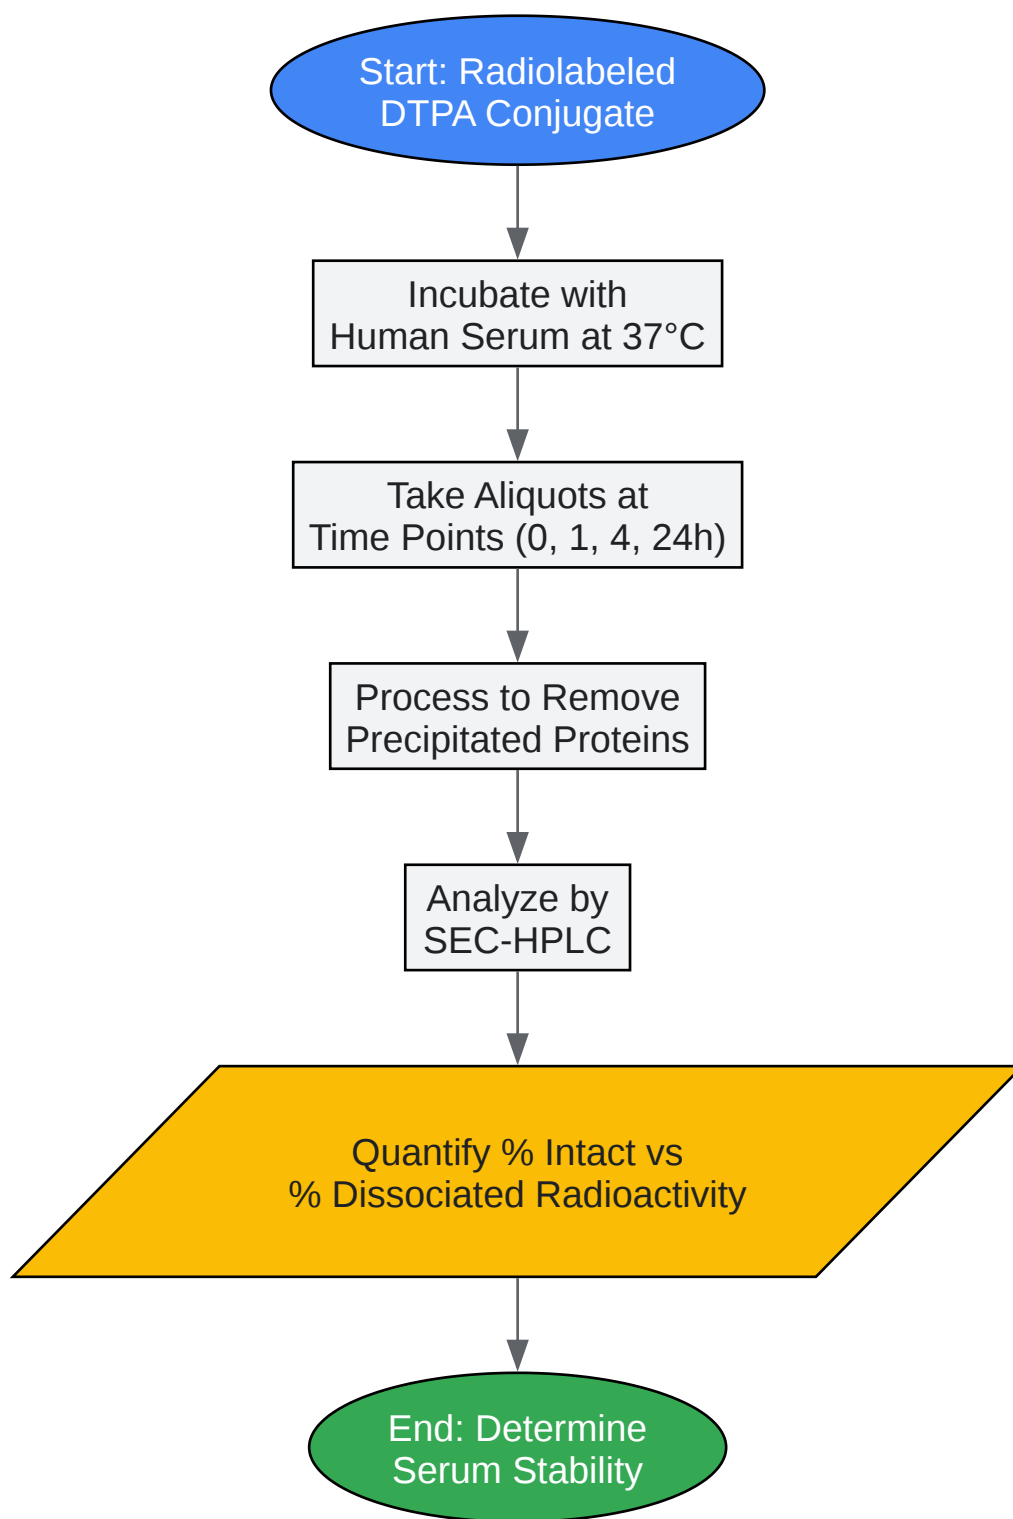 Start: Radiolabeled
DTPA Conjugate
Incubate with
Human Serum at 37°C
Take Aliquots at
Time Points (0, 1, 4, 24h)
Process to Remove
Precipitated Proteins
Analyze by
SEC-HPLC
Quantify % Intact vs
% Dissociated Radioactivity
End: Determine
Serum Stability